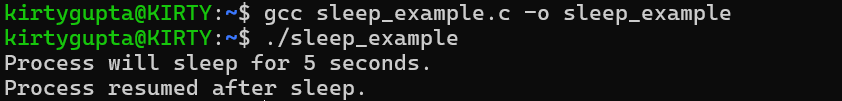 kirtygupta@KIRTY:~$ gcc sleep_example.c -o sleep_example
kirtygupta@KIRTY:~$ ./sleep_example
Process will sleep for 5 seconds.
Process resumed after sleep.